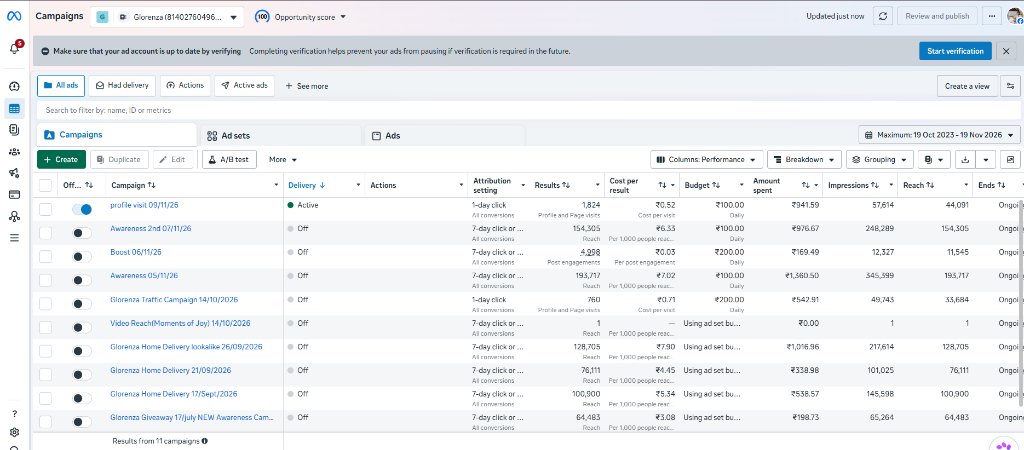 Campaigns
G
Glorenza (81402760496...
100 Opportunity score
Updated just now
Review and publish
5
Make sure that your ad account is up to date by verifying Completing verification helps prevent your ads from pausing if verification is required in the future.
Start verification
All ads
Had delivery
Actions
Active ads
+ See more
Create a view
Search to filter by: name, ID or metrics
Campaigns
Ad sets
Ads
Maximum: 19 Oct 2023 - 19 Nov 2026
+ Create
Duplicate
Edit
A/B test
More
Columns: Performance
Breakdown
Grouping
Off... Campaign Delivery Actions Attribution setting Results Cost per result Budget Amount spent Impressions Reach Ends
profile visit 09/11/26 Active 1-day click 1,824 ₹0.52 ₹100.00 ₹941.59 57,614 44,091 Ongoi
All conversions Profile and Page visits Cost per visit Daily
Awareness 2nd 07/11/26 Off 7-day click or ... 154,305 ₹6.33 ₹100.00 ₹976.67 248,289 154,305 Ongoi
All conversions Reach Per 1,000 people reac... Daily
Boost 06/11/26 Off 7-day click or ... 4,998 ₹0.03 ₹200.00 ₹169.49 12,327 11,545 Ongoi
All conversions Post engagements Per post engagement Daily
Awareness 05/11/26 Off 7-day click or ... 193,717 ₹7.02 ₹100.00 ₹1,360.50 345,399 193,717 Ongoi
All conversions Reach Per 1,000 people reac... Daily
Glorenza Traffic Campaign 14/10/2026 Off 1-day click 760 ₹0.71 ₹200.00 ₹542.91 49,743 33,684 Ongoi
All conversions Profile and Page visits Cost per visit Daily
Video Reach(Moments of Joy) 14/10/2026 Off 7-day click or ... 1 — Using ad set bu... ₹0.00 1 1 Ongoi
All conversions Reach Per 1,000 people reac...
Glorenza Home Delivery lookalike 26/09/2026 Off 7-day click or ... 128,705 ₹7.90 Using ad set bu... ₹1,016.96 217,614 128,705 Ongoi
All conversions Reach Per 1,000 people reac...
Glorenza Home Delivery 21/09/2026 Off 7-day click or ... 76,111 ₹4.45 Using ad set bu... ₹338.98 101,025 76,111 Ongoi
All conversions Reach Per 1,000 people reac...
Glorenza Home Delivery 17/Sept/2026 Off 7-day click or ... 100,900 ₹5.34 Using ad set bu... ₹538.57 145,598 100,900 Ongoi
All conversions Reach Per 1,000 people reac...
Glorenza Giveaway 17/july NEW Awareness Cam... Off 7-day click or ... 64,483 ₹3.08 Using ad set bu... ₹198.73 65,264 64,483 Ongoi
All conversions Reach Per 1,000 people reac...
Results from 11 campaigns